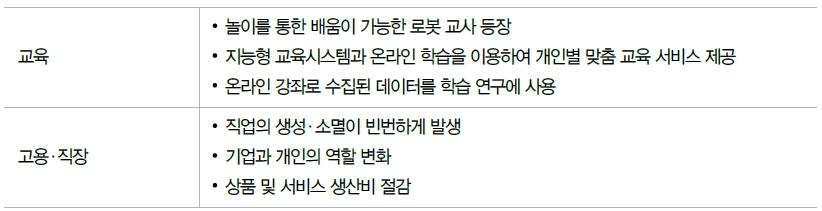 교육
• 놀이를 통한 배움이 가능한 로봇 교사 등장
• 지능형 교육시스템과 온라인 학습을 이용하여 개인별 맞춤 교육 서비스 제공
• 온라인 강좌로 수집된 데이터를 학습 연구에 사용
고용·직장
• 직업의 생성·소멸이 빈번하게 발생
• 기업과 개인의 역할 변화
• 상품 및 서비스 생산비 절감